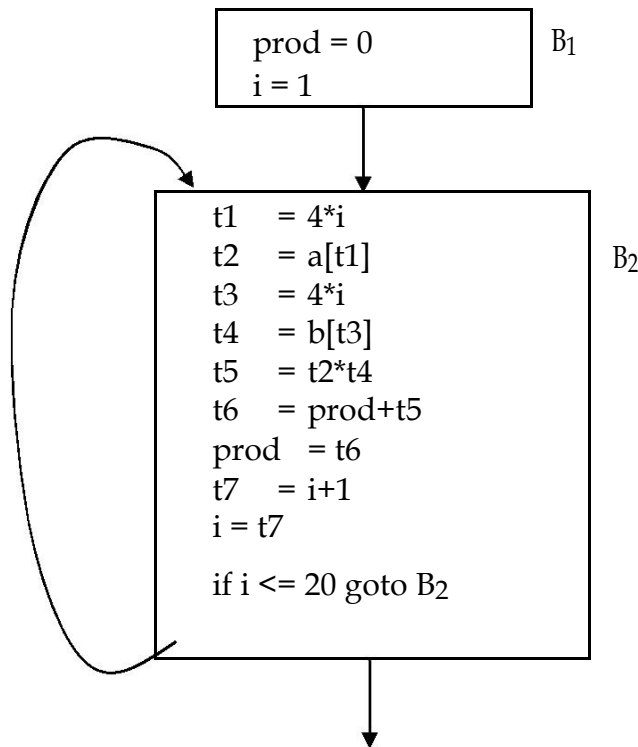 prod = 0
i = 1
B1
t1 = 4*i
t2 = a[t1]
t3 = 4*i
t4 = b[t3]
t5 = t2*t4
t6 = prod+t5
prod = t6
t7 = i+1
i = t7
if i <= 20 goto B2
B2